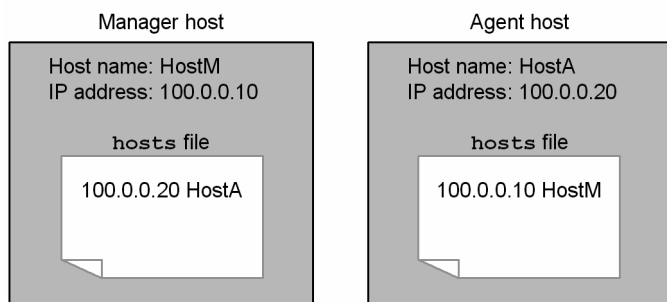 Manager host
Host name: HostM
IP address: 100.0.0.10
hosts file
100.0.0.20 HostA
Agent host
Host name: HostA
IP address: 100.0.0.20
hosts file
100.0.0.10 HostM